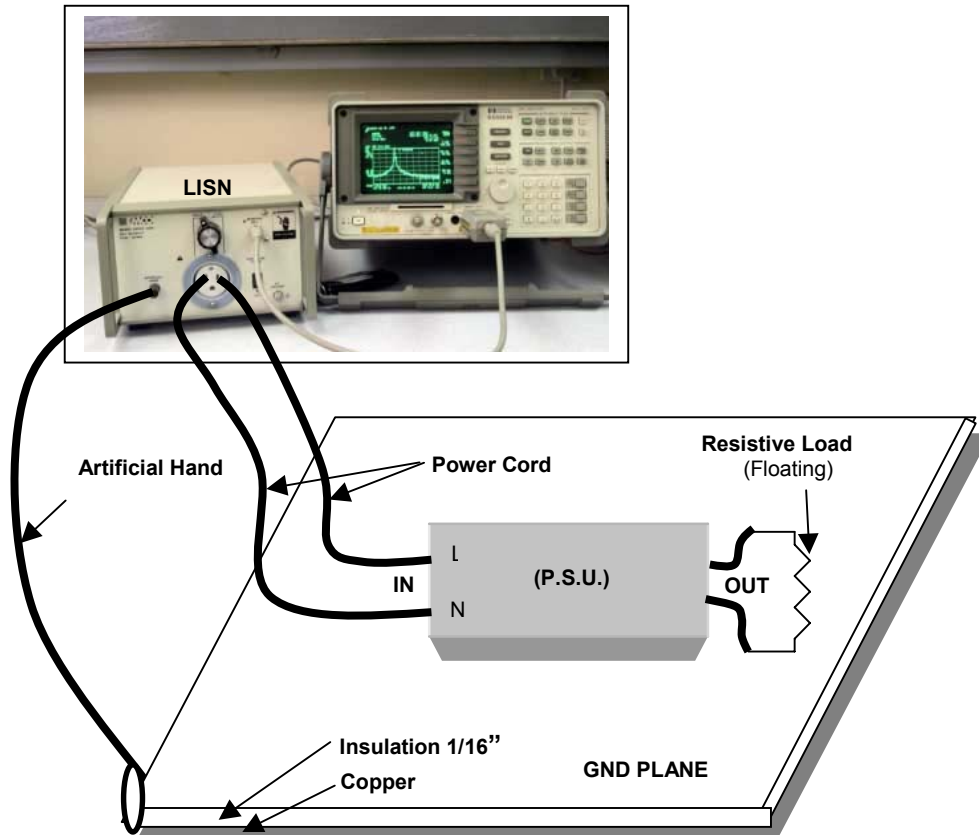 LISN
Artificial Hand
Power Cord
Resistive Load
(Floating)
L
IN
(P.S.U.)
OUT
N
Insulation 1/16”
Copper
GND PLANE